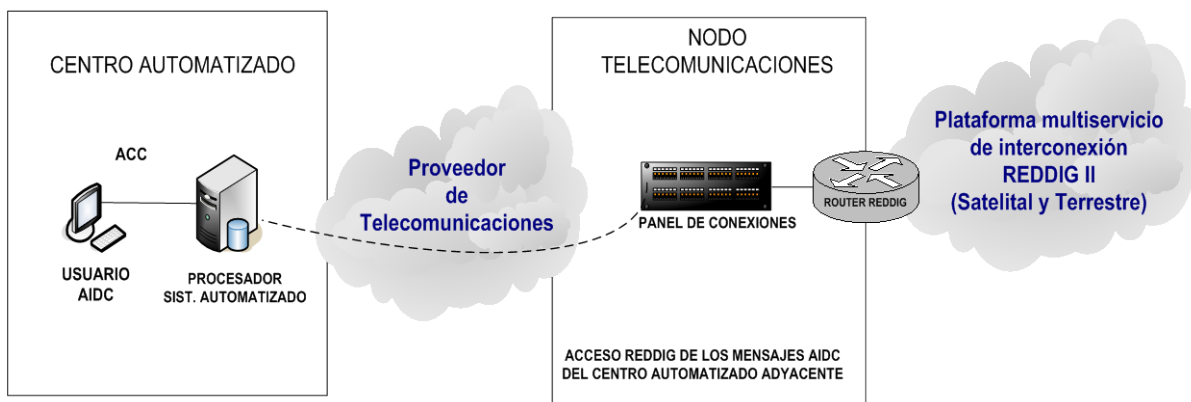 CENTRO AUTOMATIZADO
ACC
USUARIO
AIDC
PROCESADOR
SIST. AUTOMATIZADO
Proveedor
de
Telecomunicaciones
NODO
TELECOMUNICACIONES
PANEL DE CONEXIONES
ROUTER REDDIG
ACCESO REDDIG DE LOS MENSAJES AIDC
DEL CENTRO AUTOMATIZADO ADYACENTE
Plataforma multiservicio
de interconexión
REDDIG II
(Satelital y Terrestre)